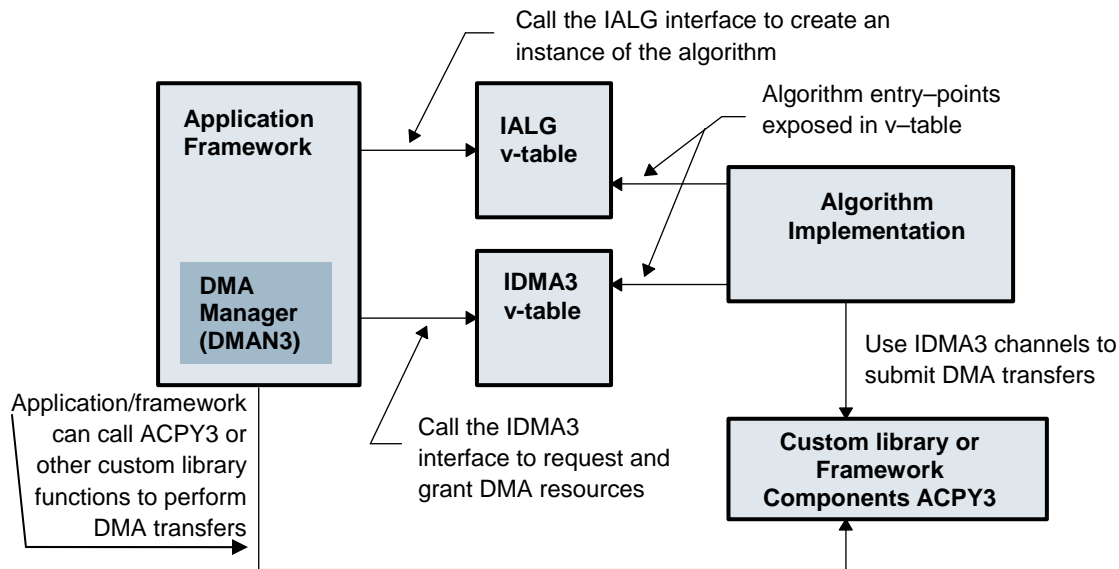 Call the IALG interface to create an
instance of the algorithm
Application
Framework
IALG
v-table
Algorithm entry–points
exposed in v–table
Algorithm
Implementation
DMA
Manager
(DMAN3)
IDMA3
v-table
Use IDMA3 channels to
submit DMA transfers
Application/framework
can call ACPY3 or
other custom library
functions to perform
DMA transfers
Call the IDMA3
interface to request and
grant DMA resources
Custom library or
Framework
Components ACPY3